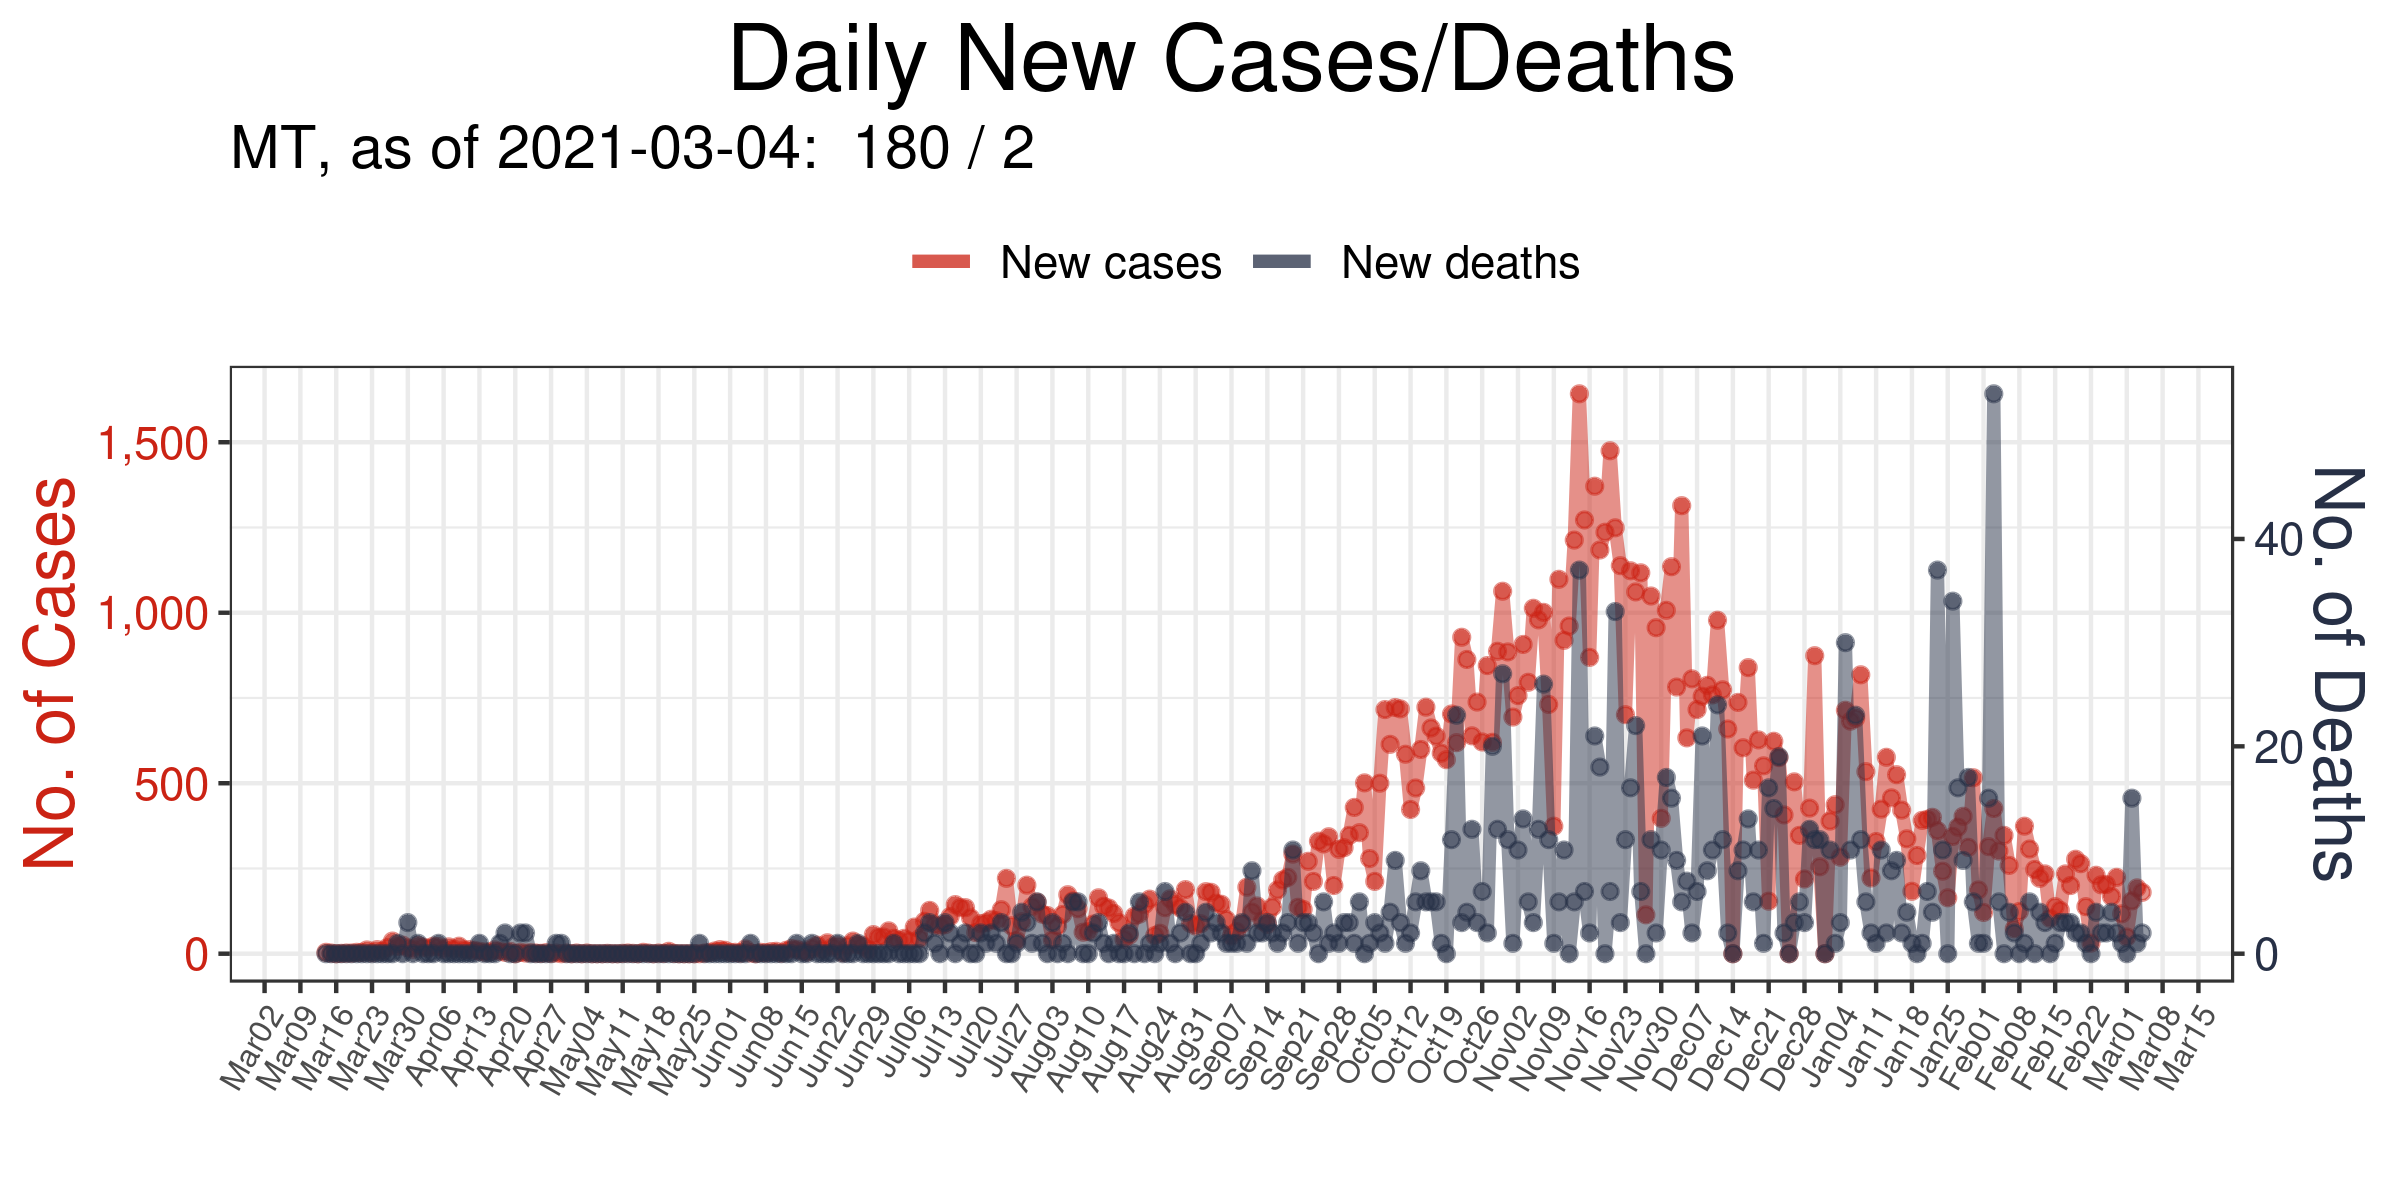 Daily New Cases/Deaths
MT, as of 2021-03-04:  180 / 2
New cases
New deaths
No. of Cases
1,500
1,000
500
0
No. of Deaths
40
20
0
Mar02
Mar09
Mar16
Mar23
Mar30
Apr06
Apr13
Apr20
Apr27
May04
May11
May18
May25
Jun01
Jun08
Jun15
Jun22
Jun29
Jul06
Jul13
Jul20
Jul27
Aug03
Aug10
Aug17
Aug24
Aug31
Sep07
Sep14
Sep21
Sep28
Oct05
Oct12
Oct19
Oct26
Nov02
Nov09
Nov16
Nov23
Nov30
Dec07
Dec14
Dec21
Dec28
Jan04
Jan11
Jan18
Jan25
Feb01
Feb08
Feb15
Feb22
Mar01
Mar08
Mar15